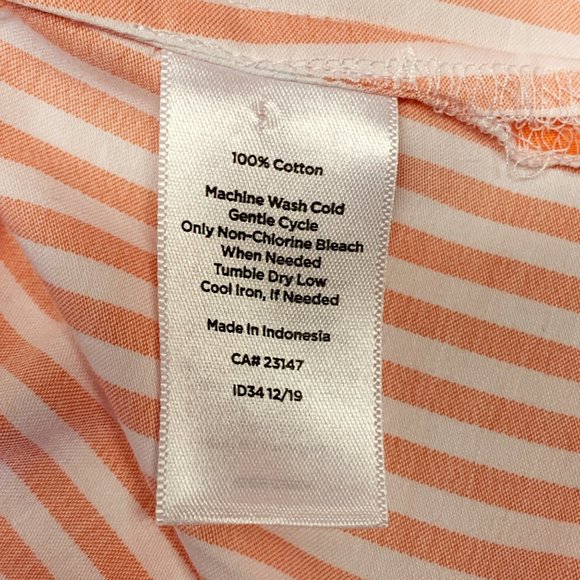 100% Cotton
Machine Wash Cold
Gentle Cycle
Only Non-Chlorine Bleach
When Needed
Tumble Dry Low
Cool Iron, If Needed
Made In Indonesia
CA# 23147
ID34 12/19